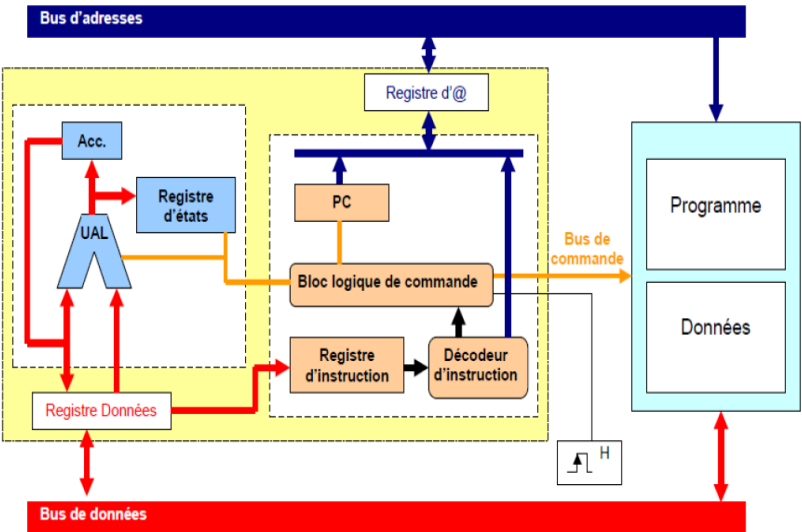 Bus d'adresses
Registre d'@
Acc.
Registre
d'états
PC
UAL
Programme
Bus de
commande
Bloc logique de commande
Données
Registre
d'instruction
Décodeur
d'instruction
Registre Données
H
Bus de données